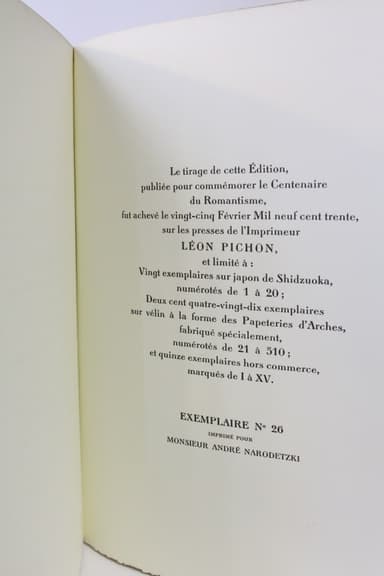 Le tirage de cette Édition,
publiée pour commémorer le Centenaire
du Romantisme,
fut achevé le vingt-cinq Février Mil neuf cent trente,
sur les presses de l'Imprimeur
LÉON PICHON,
et limité à :
Vingt exemplaires sur japon de Shidzuoka,
numérotés de 1 à 20 ;
Deux cent quatre-vingt-dix exemplaires
sur vélin à la forme des Papeteries d'Arches,
fabriqué spécialement,
numérotés de 21 à 310 ;
et quinze exemplaires hors commerce,
marqués de I à XV.
EXEMPLAIRE No 26
IMPRIMÉ POUR
MONSIEUR ANDRÉ NARODETZKI